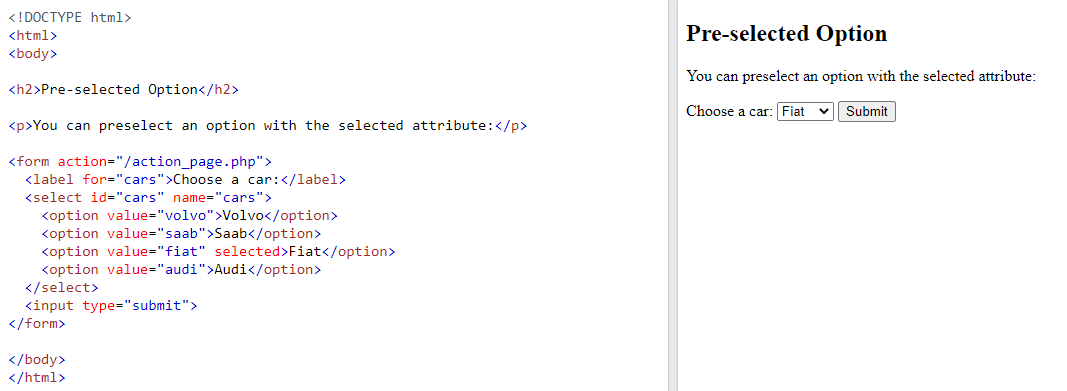 <!DOCTYPE html>
<html>
<body>
<h2>Pre-selected Option</h2>
<p>You can preselect an option with the selected attribute:</p>
<form action="/action_page.php">
  <label for="cars">Choose a car:</label>
  <select id="cars" name="cars">
    <option value="volvo">Volvo</option>
    <option value="saab">Saab</option>
    <option value="fiat" selected>Fiat</option>
    <option value="audi">Audi</option>
  </select>
  <input type="submit">
</form>
</body>
</html>
Pre-selected Option
You can preselect an option with the selected attribute:
Choose a car: Fiat Submit